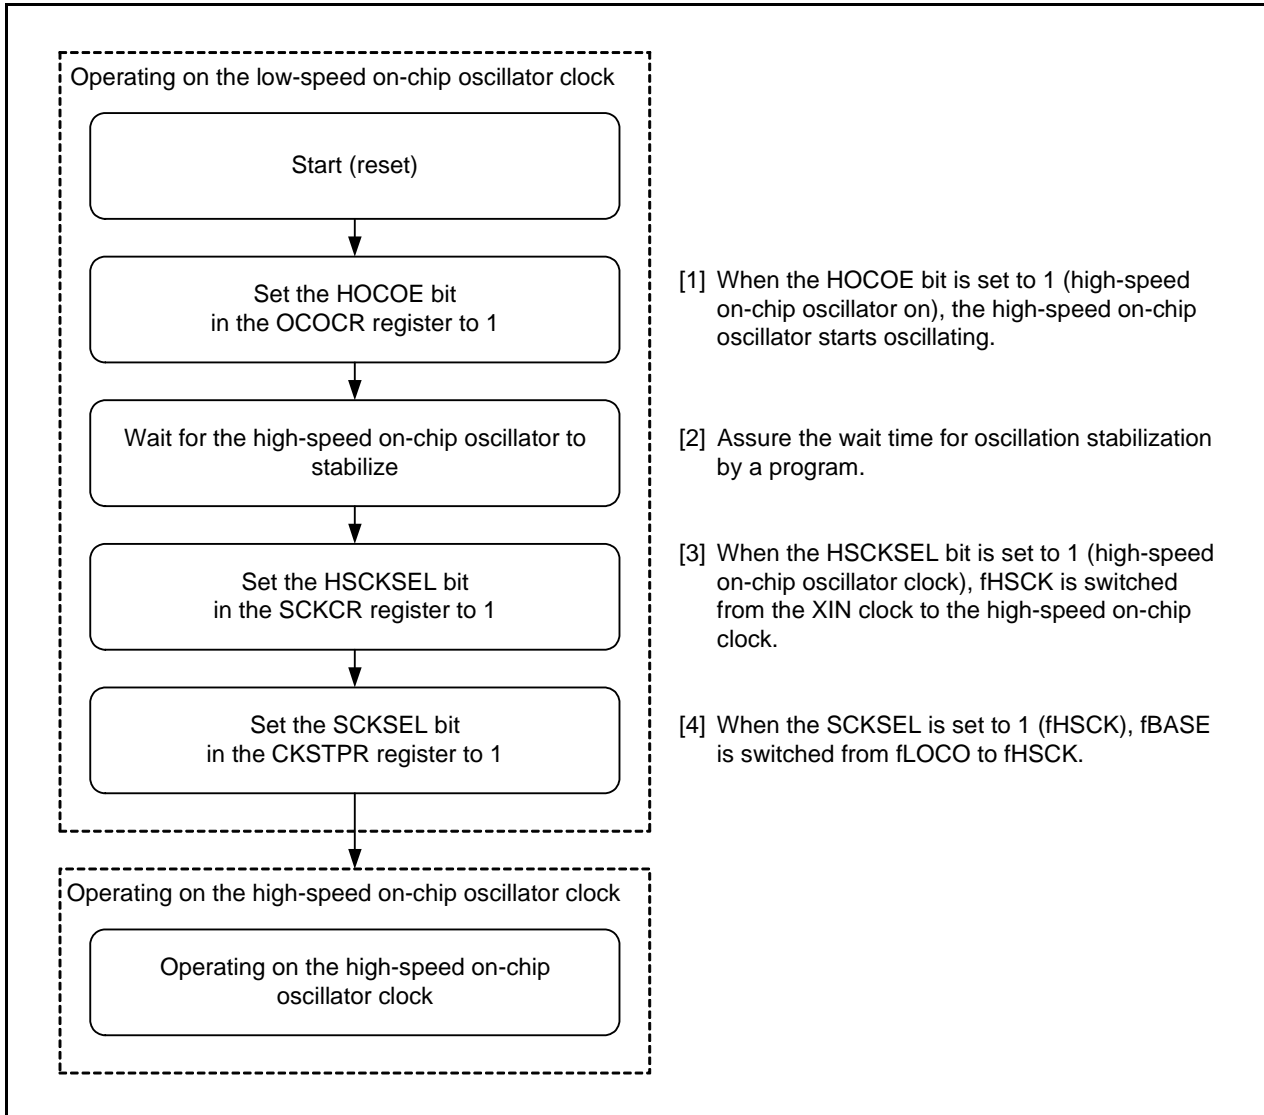 Operating on the low-speed on-chip oscillator clock
Start (reset)
Set the HOCOE bit
in the OCOCR register to 1
[1] When the HOCOE bit is set to 1 (high-speed
on-chip oscillator on), the high-speed on-chip
oscillator starts oscillating.
Wait for the high-speed on-chip oscillator to
stabilize
[2] Assure the wait time for oscillation stabilization
by a program.
Set the HSCKSEL bit
in the SCKCR register to 1
[3] When the HSCKSEL bit is set to 1 (high-speed
on-chip oscillator clock), fHSCK is switched
from the XIN clock to the high-speed on-chip
clock.
Set the SCKSEL bit
in the CKSTPR register to 1
[4] When the SCKSEL is set to 1 (fHSCK), fBASE
is switched from fLOCO to fHSCK.
Operating on the high-speed on-chip oscillator clock
Operating on the high-speed on-chip
oscillator clock